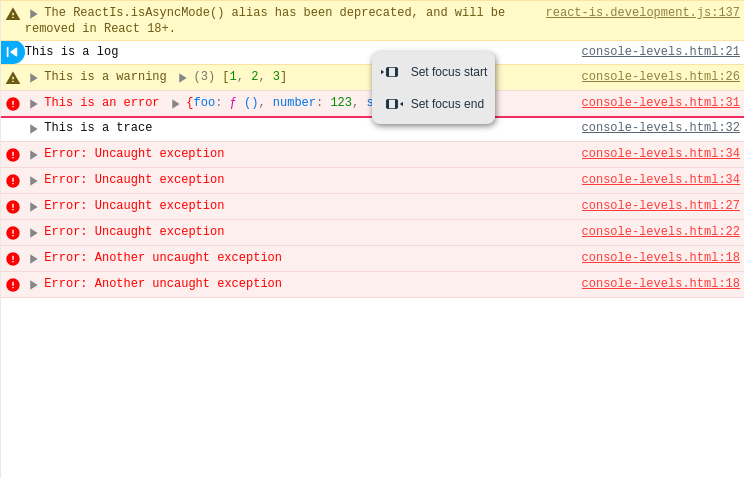 The ReactIs.isAsyncMode() alias has been deprecated, and will be react-is.development.js:137
removed in React 18+.
This is a log console-levels.html:21
This is a warning (3) [1, 2, 3] console-levels.html:26
Set focus start
This is an error {foo: ƒ (), number: 123, s console-levels.html:31
Set focus end
This is a trace console-levels.html:32
Error: Uncaught exception console-levels.html:34
Error: Uncaught exception console-levels.html:34
Error: Uncaught exception console-levels.html:27
Error: Uncaught exception console-levels.html:22
Error: Another uncaught exception console-levels.html:18
Error: Another uncaught exception console-levels.html:18